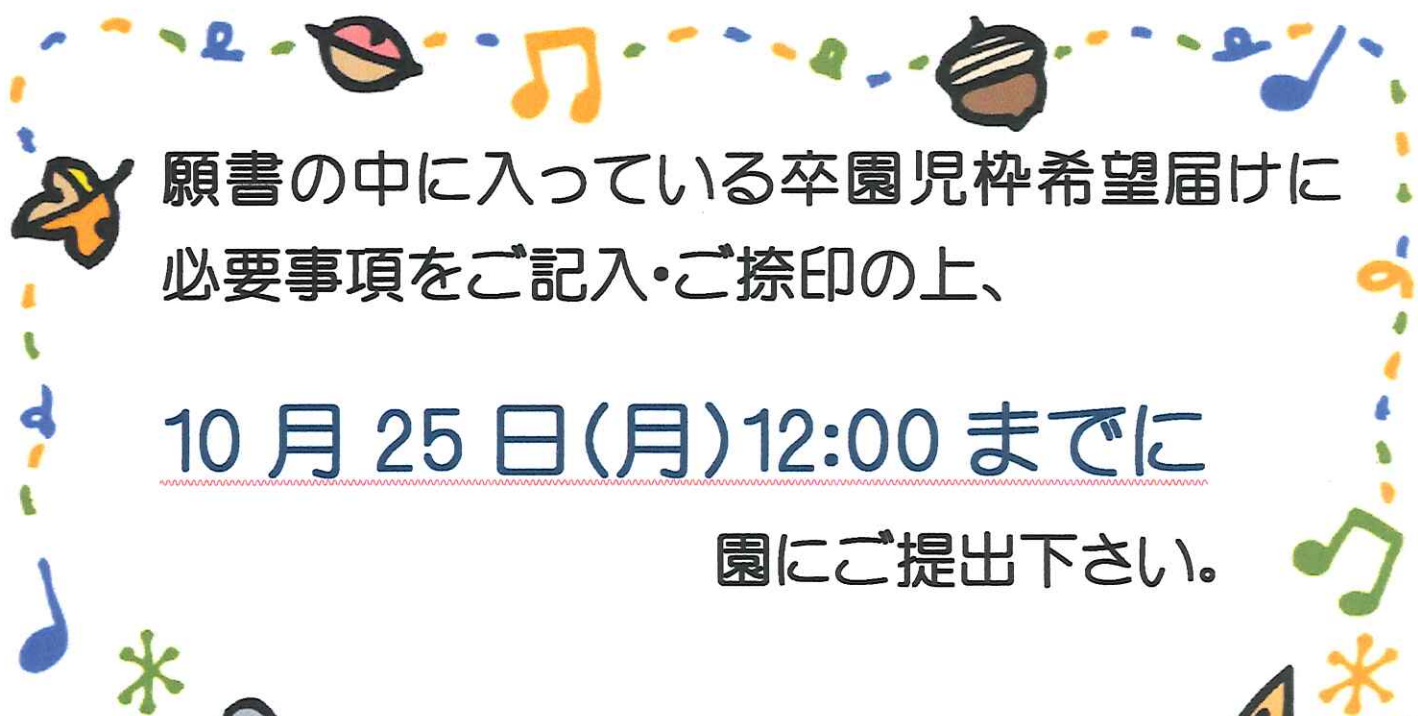 願書の中に入っている卒園児枠希望届けに
必要事項をご記入・ご捺印の上、
10月25日(月)12:00までに
園にご提出下さい。